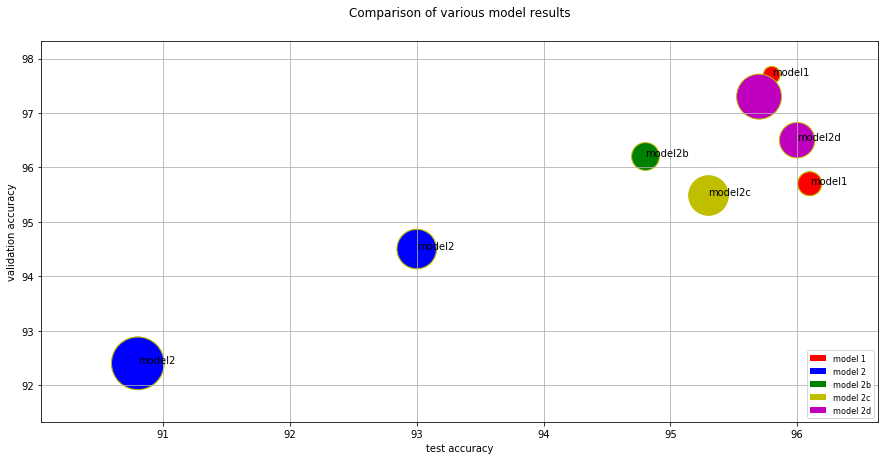 Comparison of various model results
98
97
96
95
94
93
92
validation accuracy
model1
model2d
model2b
model1
model2c
model2
model2
91
92
93
94
95
96
test accuracy
model 1
model 2
model 2b
model 2c
model 2d